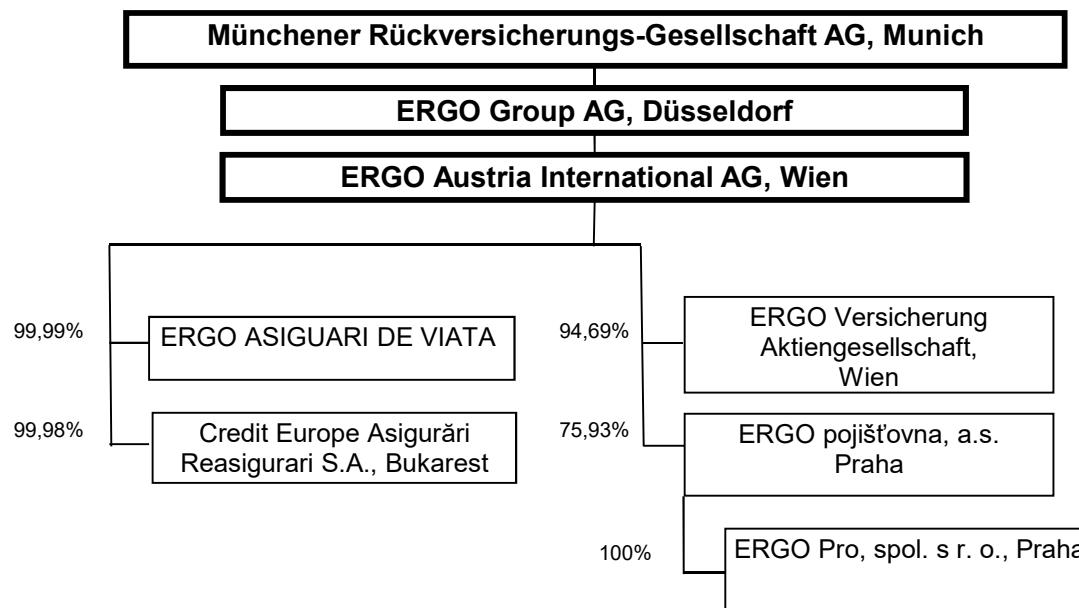 Münchener Rückversicherungs-Gesellschaft AG, Munich
ERGO Group AG, Düsseldorf
ERGO Austria International AG, Wien
99,99%
ERGO ASIGUARI DE VIATA
94,69%
ERGO Versicherung
Aktiengesellschaft,
Wien
99,98%
Credit Europe Asigurări
Reasigurari S.A., Bukarest
75,93%
ERGO pojišťovna, a.s.
Praha
100%
ERGO Pro, spol. s r. o., Praha